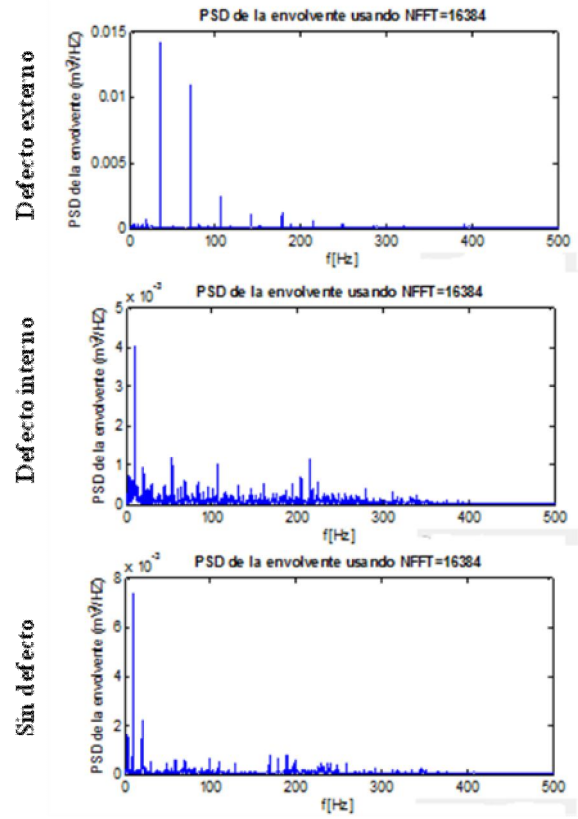 Defecto externo
PSD de la envolvente usando NFFT=16384
PSD de la envolvente (mV²/HZ)
0.015
0.01
0.005
0
0 100 200 300 400 500
f[Hz]
Defecto interno
× 10⁻³
PSD de la envolvente usando NFFT=16384
PSD de la envolvente (mV²/HZ)
5
4
3
2
1
0
0 100 200 300 400 500
f[Hz]
Sin defecto
× 10⁻³
PSD de la envolvente usando NFFT=16384
PSD de la envolvente (mV²/HZ)
8
6
4
2
0
0 100 200 300 400 500
f[Hz]